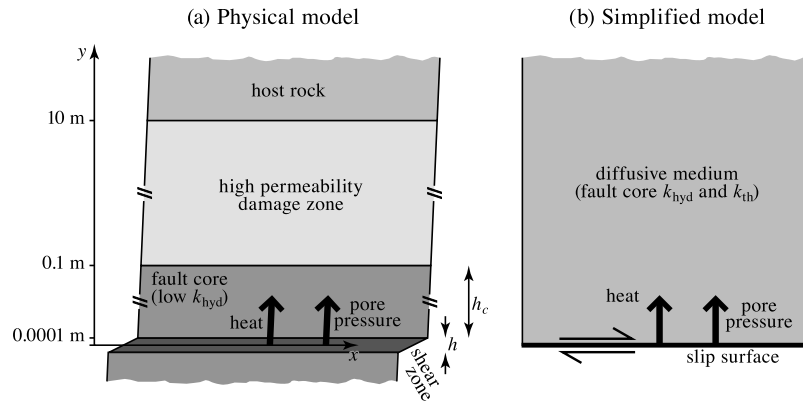 (a) Physical model
y
host rock
10 m
high permeability
damage zone
0.1 m
fault core
(low k_hyd)
heat
pore
pressure
h_c
0.0001 m
x
h
shear
zone
(b) Simplified model
diffusive medium
(fault core k_hyd and k_th)
heat
pore
pressure
slip surface